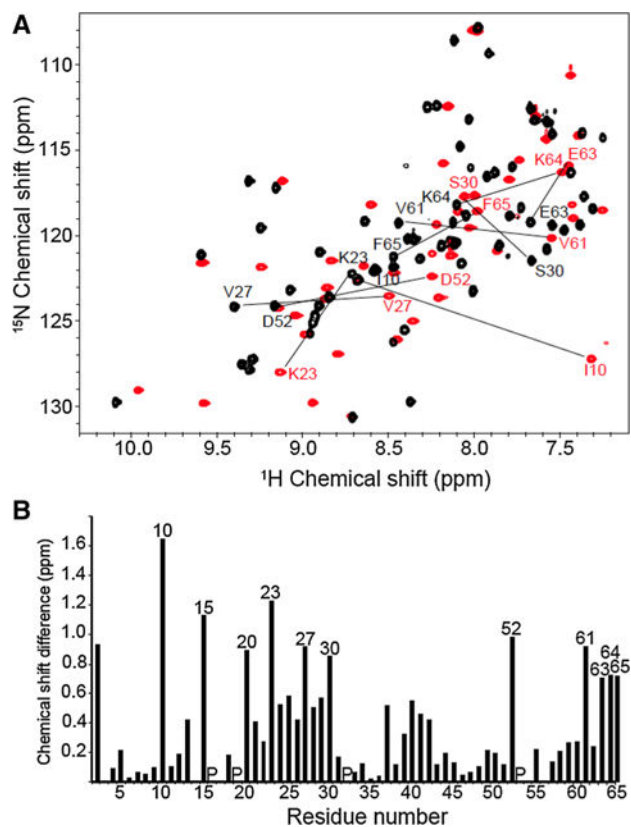 A
¹⁵N Chemical shift (ppm)
110
115
120
125
130
K64 E63
S30
K64
V61 F65
E63
F65
V61
K23
S30
I10
V27 D52
D52
V27
K23
I10
10.0 9.5 9.0 8.5 8.0 7.5
¹H Chemical shift (ppm)
B
Chemical shift difference (ppm)
1.6
1.4
1.2
1.0
0.8
0.6
0.4
0.2
10
15
20
23
27
30
52
61
63
64
65
P P P P
5 10 15 20 25 30 35 40 45 50 55 60 65
Residue number